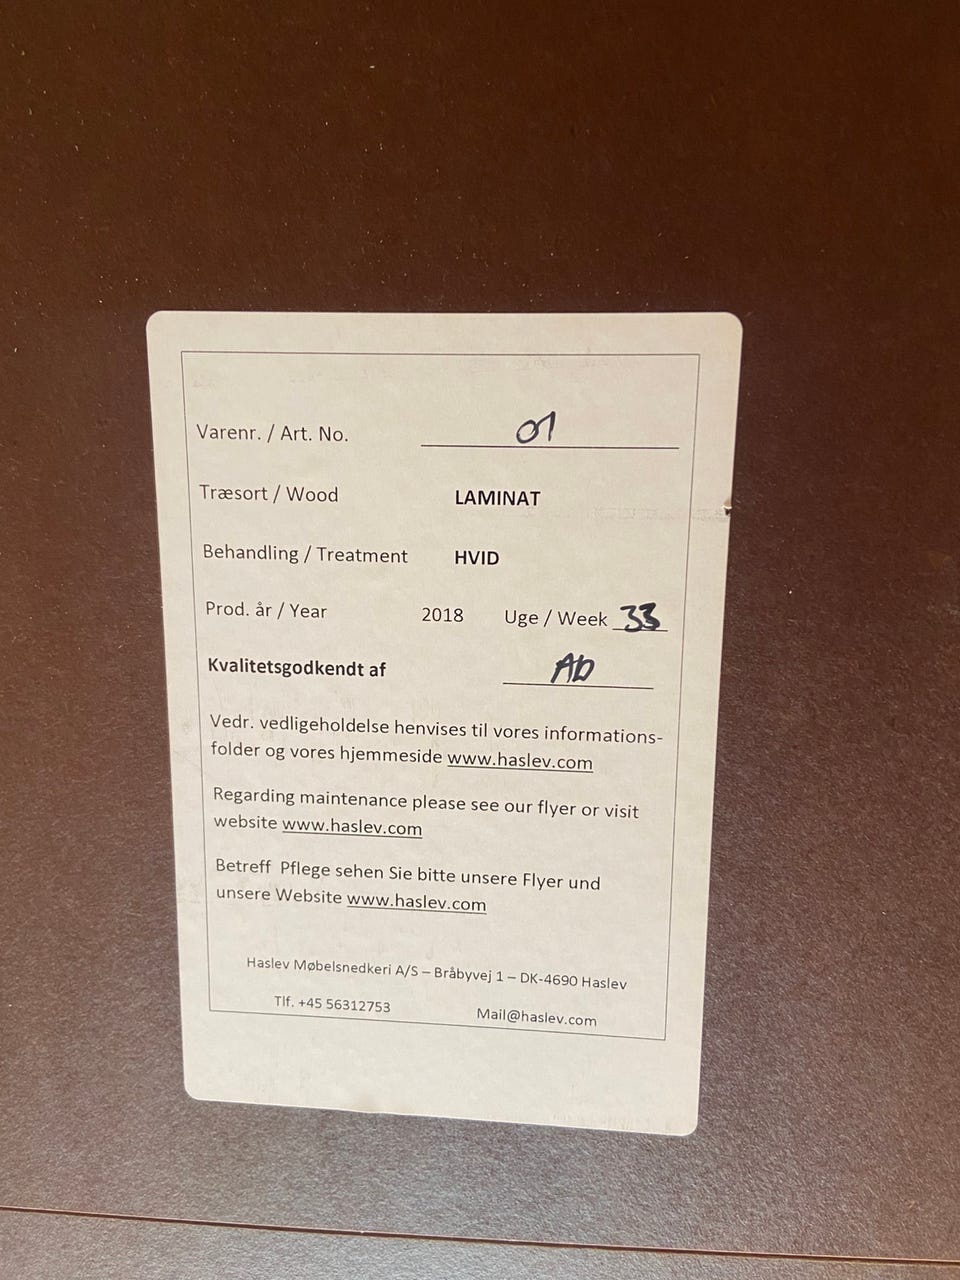 Varenr. / Art. No. 01
Træsort / Wood LAMINAT
Behandling / Treatment HVID
Prod. år / Year 2018 Uge / Week 33
Kvalitetsgodkendt af Ab
Vedr. vedligeholdelse henvises til vores informations-
folder og vores hjemmeside www.haslev.com
Regarding maintenance please see our flyer or visit
website www.haslev.com
Betreff Pflege sehen Sie bitte unsere Flyer und
unsere Website www.haslev.com
Haslev Møbelsnedkeri A/S – Bråbyvej 1 – DK-4690 Haslev
Tlf. +45 56312753 Mail@haslev.com